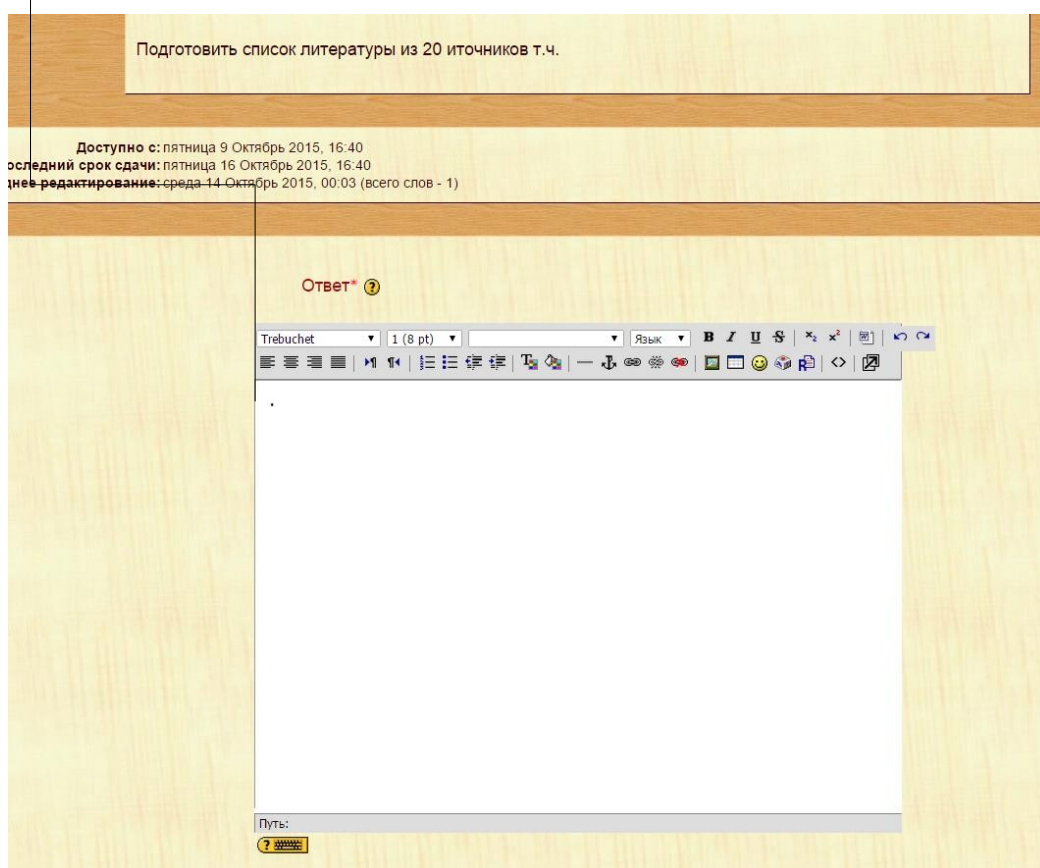 Подготовить список литературы из 20 иточников т.ч.
Доступно с: пятница 9 Октябрь 2015, 16:40
оследний срок сдачи: пятница 16 Октябрь 2015, 16:40
днее редактирование: среда 14 Октябрь 2015, 00:03 (всего слов - 1)
Ответ* ?
Trebuchet 1 (8 pt) Язык B I U S x₂ x²
.
Путь:
?